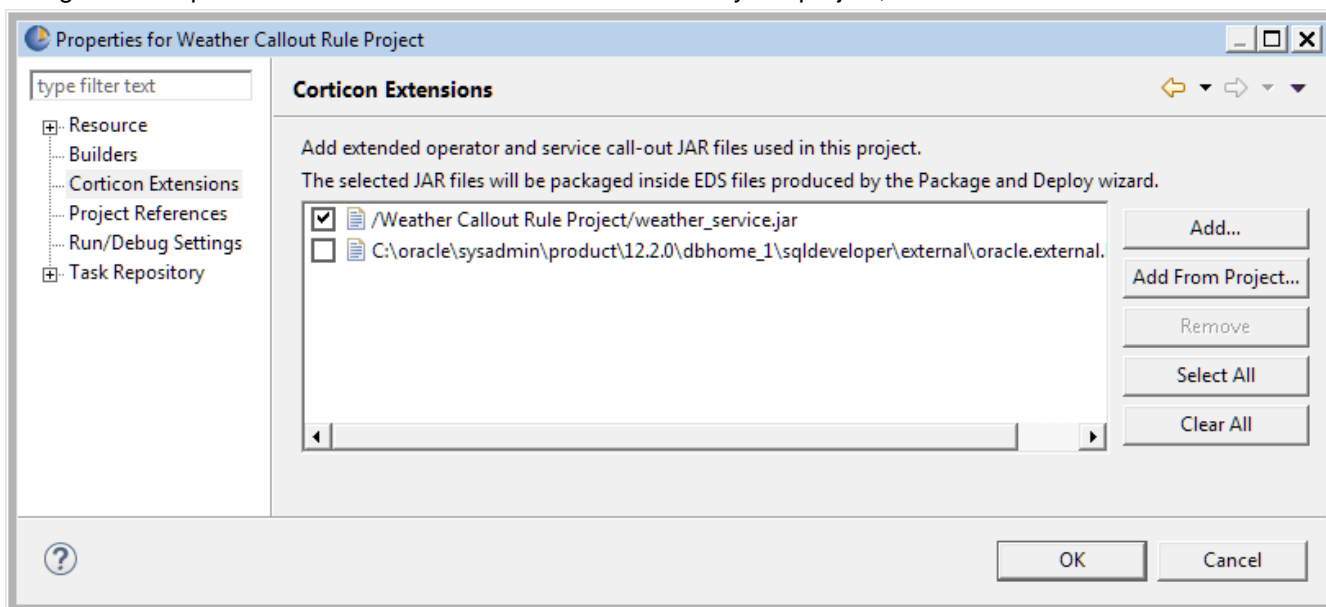 Properties for Weather Callout Rule Project
type filter text
Resource
Builders
Corticon Extensions
Project References
Run/Debug Settings
Task Repository
Corticon Extensions
Add extended operator and service call-out JAR files used in this project.
The selected JAR files will be packaged inside EDS files produced by the Package and Deploy wizard.
/Weather Callout Rule Project/weather_service.jar
C:\oracle\sysadmin\product\12.2.0\dbhome_1\sqldeveloper\external\oracle.external.
Add...
Add From Project...
Remove
Select All
Clear All
OK
Cancel